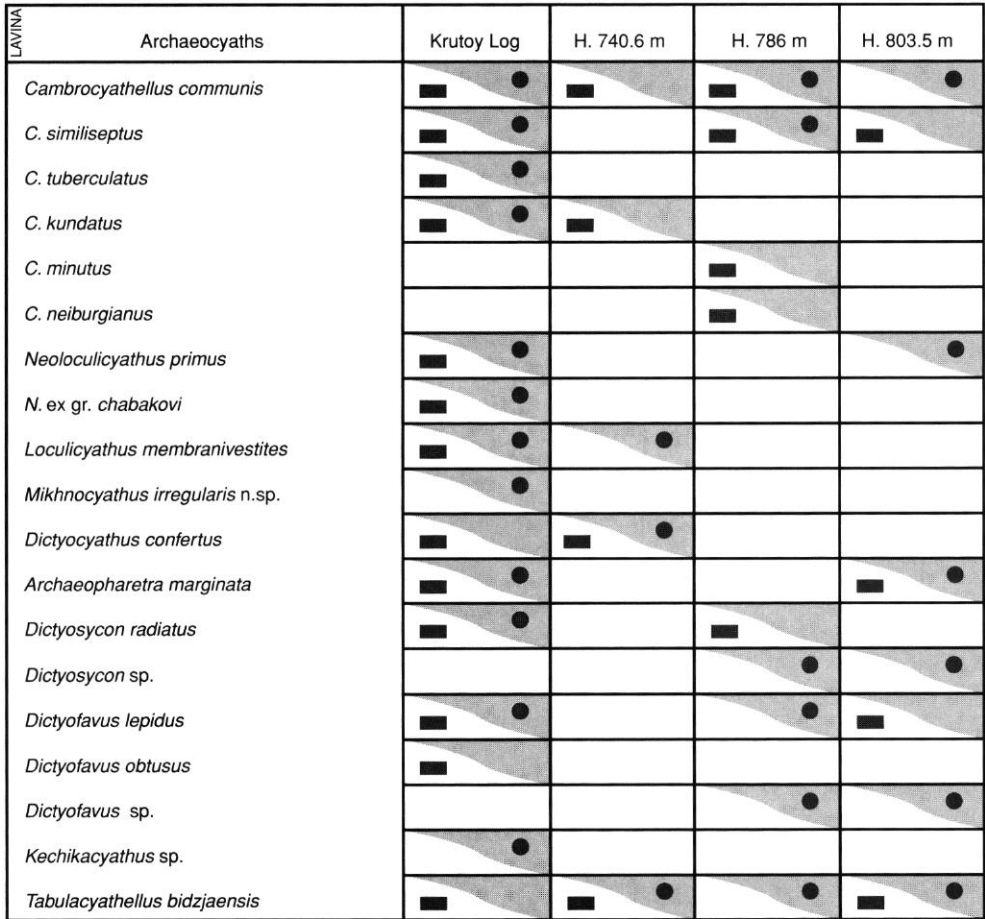 LAVINA Archaeocyaths Krutoy Log H. 740.6 m H. 786 m H. 803.5 m
Cambrocyathellus communis
C. similiseptus
C. tuberculatus
C. kundatus
C. minutus
C. neiburgianus
Neoloculicyathus primus
N. ex gr. chabakovi
Loculicyathus membranivestites
Mikhnocyathus irregularis n.sp.
Dictyocyathus confertus
Archaeopharetra marginata
Dictyosycon radiatus
Dictyosycon sp.
Dictyofavus lepidus
Dictyofavus obtusus
Dictyofavus sp.
Kechikacyathus sp.
Tabulacyathellus bidzjaensis